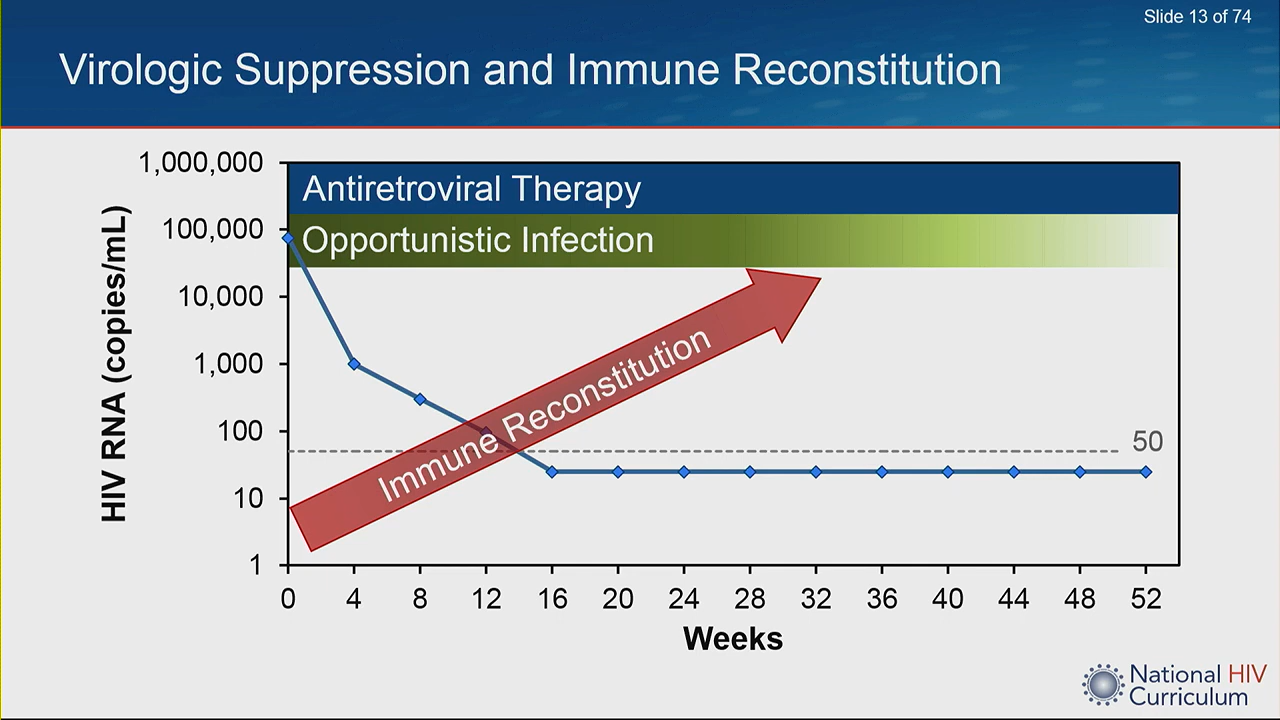 Slide 13 of 74
Virologic Suppression and Immune Reconstitution
1,000,000
100,000
10,000
1,000
100
10
1
HIV RNA (copies/mL)
Antiretroviral Therapy
Opportunistic Infection
Immune Reconstitution
50
0 4 8 12 16 20 24 28 32 36 40 44 48 52
Weeks
National HIV
Curriculum